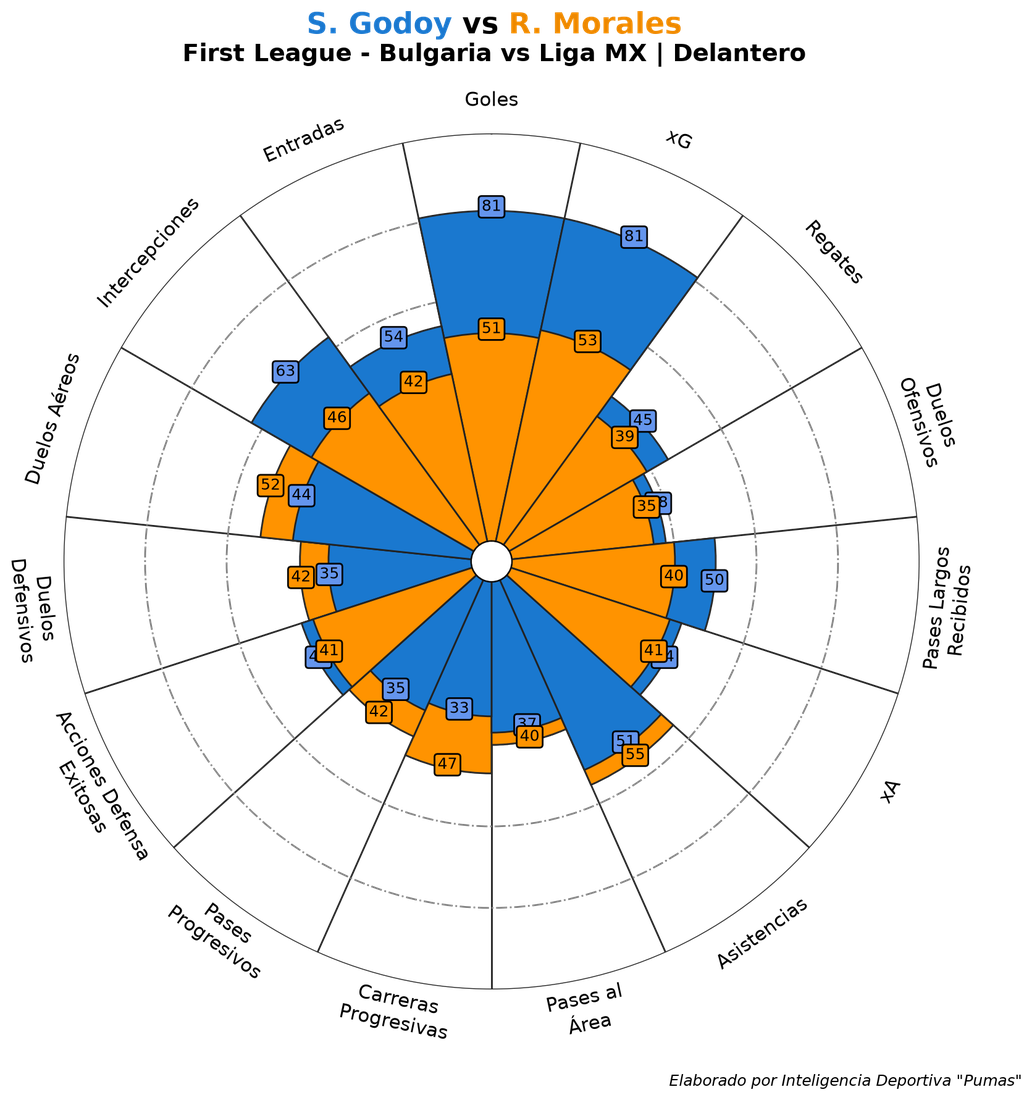 S. Godoy vs R. Morales
First League - Bulgaria vs Liga MX | Delantero
Goles
xG
Regates
Duelos
Ofensivos
Pases Largos
Recibidos
xA
Asistencias
Pases al
Área
Carreras
Progresivas
Pases
Progresivos
Acciones Defensa
Exitosas
Duelos
Defensivos
Duelos Aéreos
Intercepciones
Entradas
81
51
81
53
45
39
35
50
40
41
51
55
37
40
33
47
35
42
41
35
42
44
52
63
46
54
42
Elaborado por Inteligencia Deportiva "Pumas"